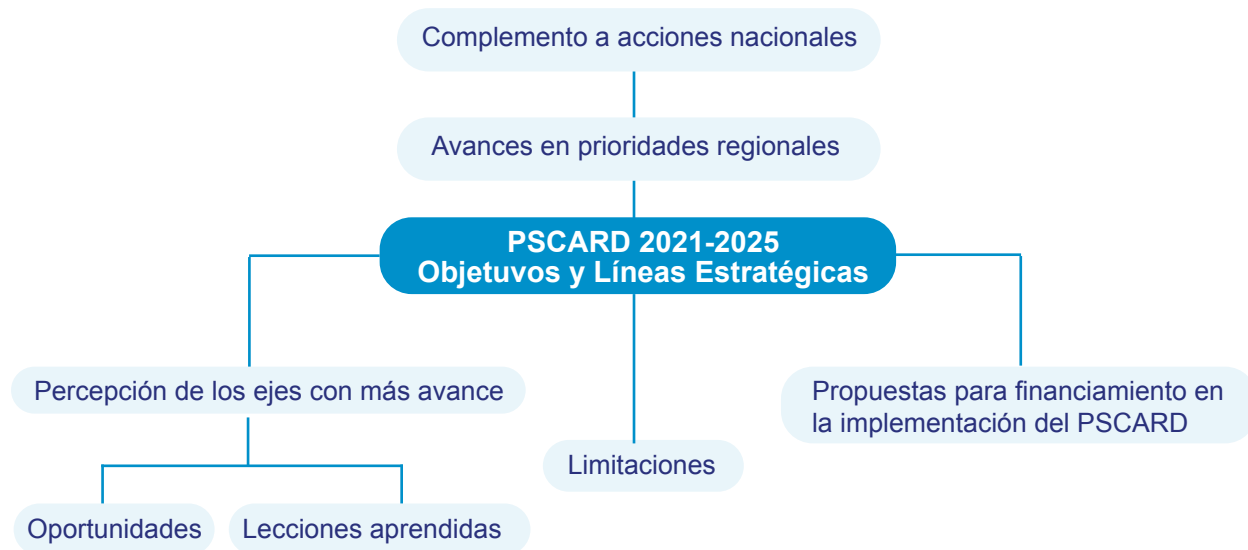 Complemento a acciones nacionales
Avances en prioridades regionales
PSCARD 2021-2025
Objetuvos y Líneas Estratégicas
Percepción de los ejes con más avance
Propuestas para financiamiento en
la implementación del PSCARD
Limitaciones
Oportunidades
Lecciones aprendidas